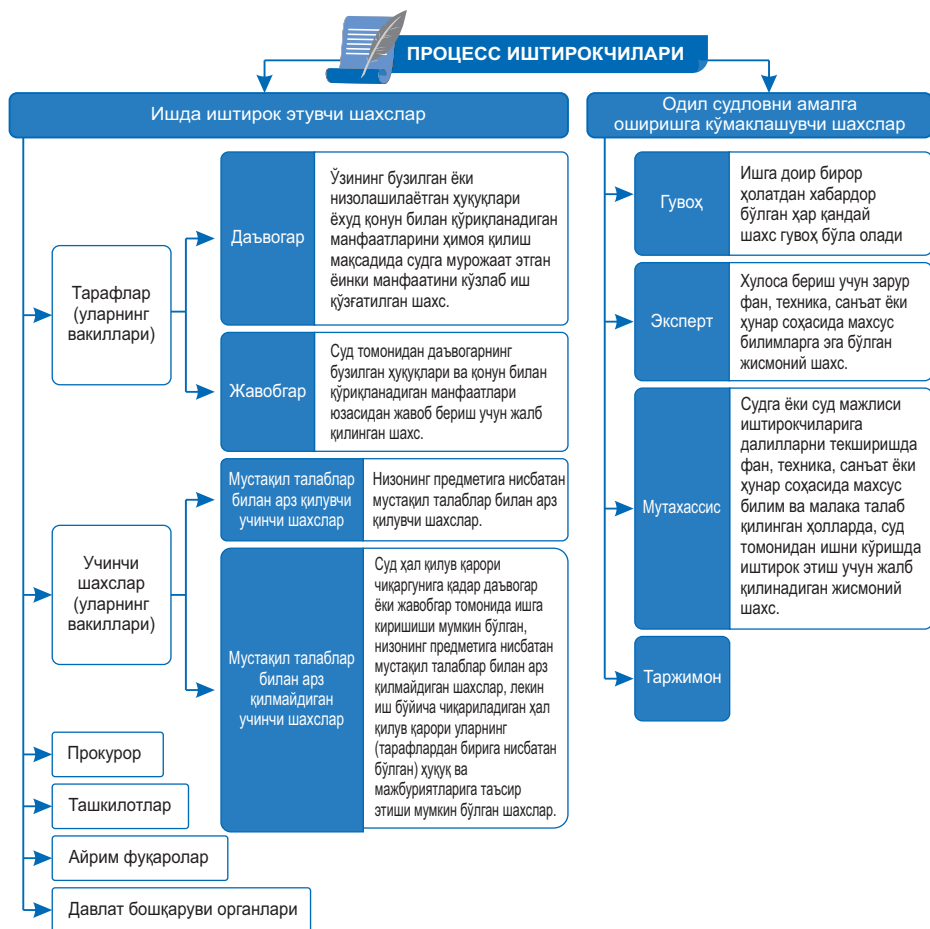 ПРОЦЕСС ИШТИРОКЧИЛАРИ
Ишда иштирок этувчи шахслар
Тарафлар
(уларнинг
вакиллари)
Даъвогар
Ўзининг бузилган ёки
низолашилаётган ҳуқуқлари
ёхуд қонун билан қўриқланадиган
манфаатларини ҳимоя қилиш
мақсадида судга мурожаат этган
ёинки манфаатини кўзлаб иш
қўзғатилган шахс.
Жавобгар
Суд томонидан даъвогарнинг
бузилган ҳуқуқлари ва қонун билан
қўриқланадиган манфаатлари
юзасидан жавоб бериш учун жалб
қилинган шахс.
Учинчи
шахслар
(уларнинг
вакиллари)
Мустақил талаблар
билан арз қилувчи
учинчи шахслар
Низонинг предметига нисбатан
мустақил талаблар билан арз
қилувчи шахслар.
Мустақил талаблар
билан арз
қилмайдиган
учинчи шахслар
Суд ҳал қилув қарори
чиқаргунига қадар даъвогар
ёки жавобгар томонида ишга
киришиши мумкин бўлган,
низонинг предметига нисбатан
мустақил талаблар билан арз
қилмайдиган шахслар, лекин
иш бўйича чиқариладиган ҳал
қилув қарори уларнинг
(тарафлардан бирига нисбатан
бўлган) ҳуқуқ ва
мажбуриятларига таъсир
этиши мумкин бўлган шахслар.
Прокурор
Ташкилотлар
Айрим фуқаролар
Давлат бошқаруви органлари
Одил судловни амалга
оширишга кўмаклашувчи шахслар
Гувоҳ
Ишга доир бирор
ҳолатдан хабардор
бўлган ҳар қандай
шахс гувоҳ бўла олади
Эксперт
Хулоса бериш учун зарур
фан, техника, санъат ёки
ҳунар соҳасида махсус
билимларга эга бўлган
жисмоний шахс.
Мутахассис
Судга ёки суд мажлиси
иштирокчиларига
далилларни текширишда
фан, техника, санъат ёки
ҳунар соҳасида махсус
билим ва малака талаб
қилинган ҳолларда, суд
томонидан ишни кўришда
иштирок этиш учун жалб
қилинадиган жисмоний
шахс.
Таржимон